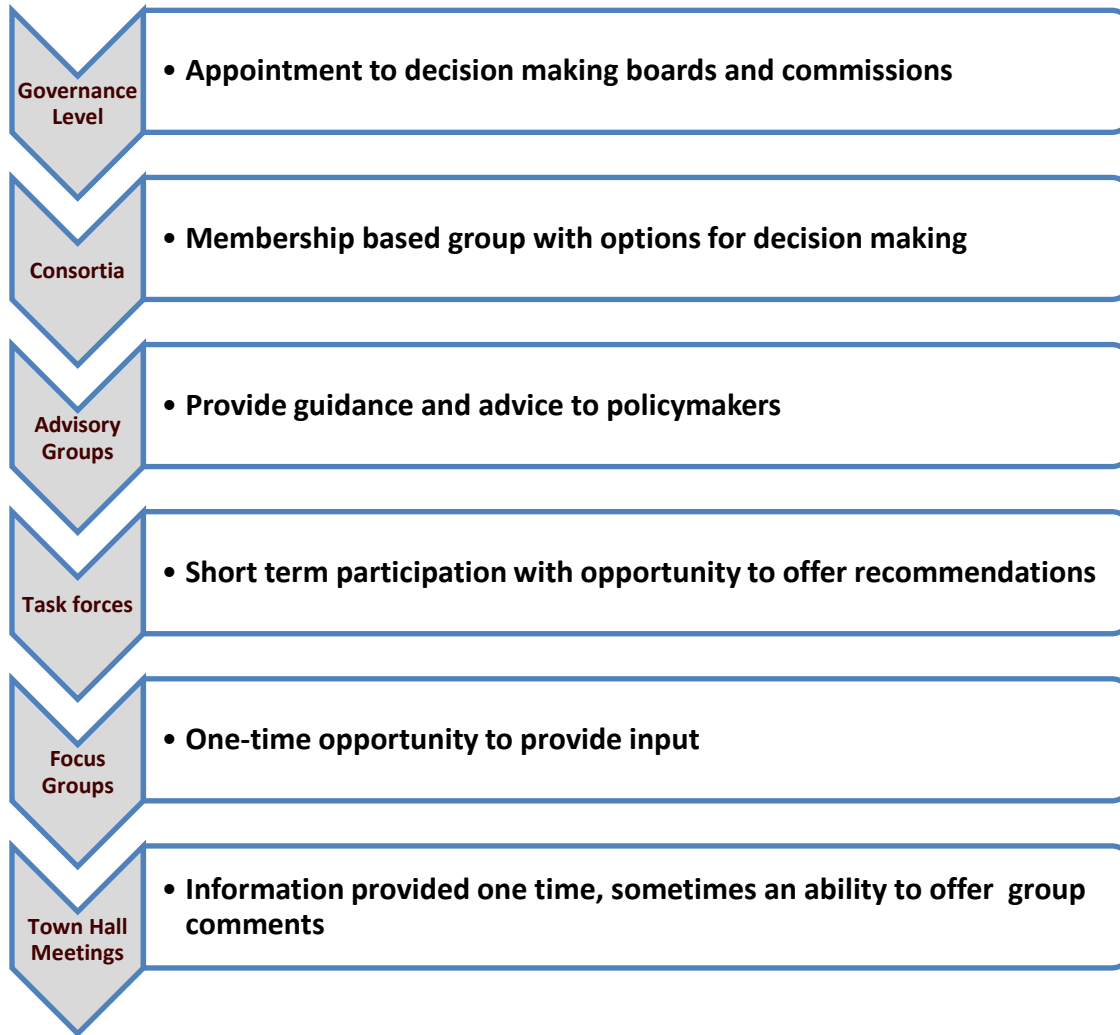 Governance
Level
• Appointment to decision making boards and commissions
Consortia
• Membership based group with options for decision making
Advisory
Groups
• Provide guidance and advice to policymakers
Task forces
• Short term participation with opportunity to offer recommendations
Focus
Groups
• One-time opportunity to provide input
Town Hall
Meetings
• Information provided one time, sometimes an ability to offer  group
comments